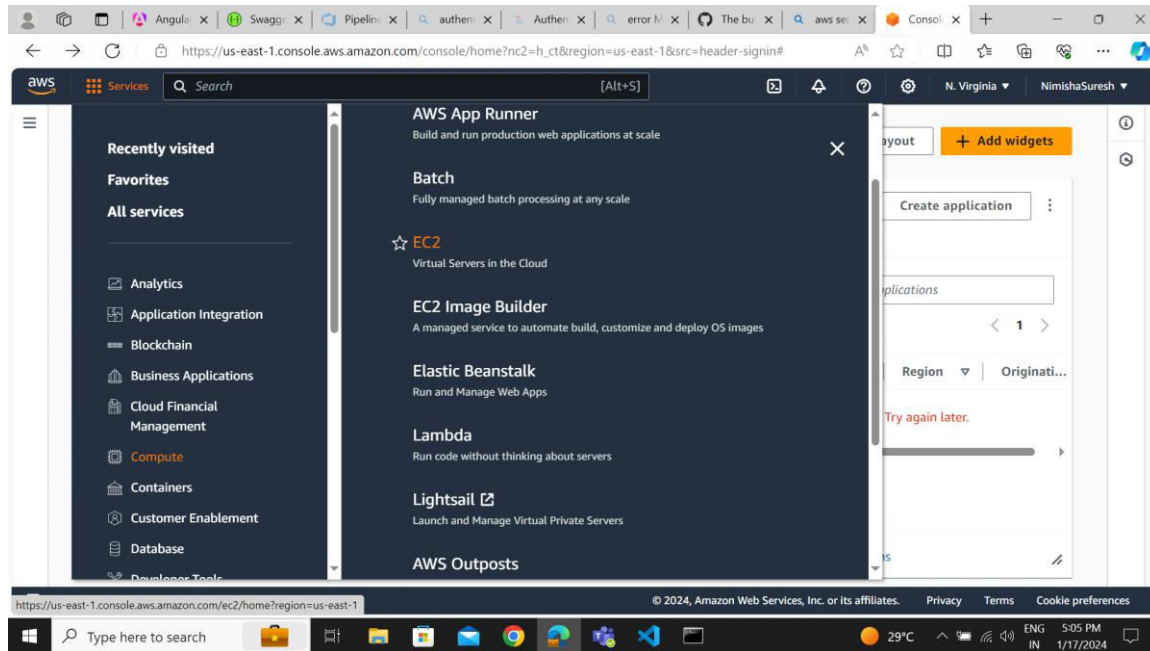 Angula
Swagge
Pipeline
authent
Authen
error M
The bu
aws ser
Consol
https://us-east-1.console.aws.amazon.com/console/home?nc2=h_ct&region=us-east-1&src=header-signin#
aws
Services
Search
[Alt+S]
N. Virginia
NimishaSuresh
Recently visited
Favorites
All services
Analytics
Application Integration
Blockchain
Business Applications
Cloud Financial
Management
Compute
Containers
Customer Enablement
Database
Developer Tools
AWS App Runner
Build and run production web applications at scale
Batch
Fully managed batch processing at any scale
EC2
Virtual Servers in the Cloud
EC2 Image Builder
A managed service to automate build, customize and deploy OS images
Elastic Beanstalk
Run and Manage Web Apps
Lambda
Run code without thinking about servers
Lightsail
Launch and Manage Virtual Private Servers
AWS Outposts
ayout
+ Add widgets
Create application
plications
1
Region
Originati...
Try again later.
https://us-east-1.console.aws.amazon.com/ec2/home?region=us-east-1
© 2024, Amazon Web Services, Inc. or its affiliates.
Privacy
Terms
Cookie preferences
Type here to search
29°C
ENG
IN
5:05 PM
1/17/2024